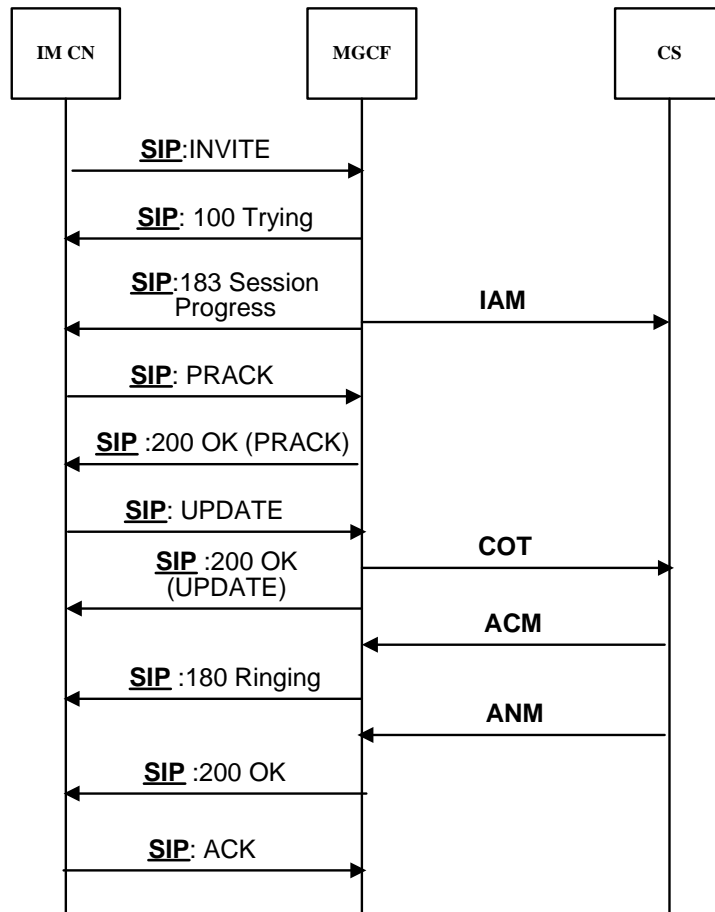 IM CN
MGCF
CS
SIP:INVITE
SIP: 100 Trying
SIP:183 Session
Progress
IAM
SIP: PRACK
SIP :200 OK (PRACK)
SIP: UPDATE
COT
SIP :200 OK
(UPDATE)
ACM
SIP :180 Ringing
ANM
SIP :200 OK
SIP: ACK